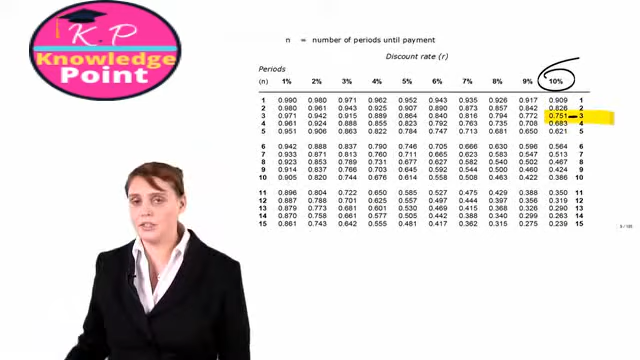 K.P
Knowledge
Point
n = number of periods until payment
Discount rate (r)
Periods
(n) 1% 2% 3% 4% 5% 6% 7% 8% 9% 10%
1 0.990 0.980 0.971 0.962 0.952 0.943 0.935 0.926 0.917 0.909 1
2 0.980 0.961 0.943 0.925 0.907 0.890 0.873 0.857 0.842 0.826 2
3 0.971 0.942 0.915 0.889 0.864 0.840 0.816 0.794 0.772 0.751 3
4 0.961 0.924 0.888 0.855 0.823 0.792 0.763 0.735 0.708 0.683 4
5 0.951 0.906 0.863 0.822 0.784 0.747 0.713 0.681 0.650 0.621 5
6 0.942 0.888 0.837 0.790 0.746 0.705 0.666 0.630 0.596 0.564 6
7 0.933 0.871 0.813 0.760 0.711 0.665 0.623 0.583 0.547 0.513 7
8 0.923 0.853 0.789 0.731 0.677 0.627 0.582 0.540 0.502 0.467 8
9 0.914 0.837 0.766 0.703 0.645 0.592 0.544 0.500 0.460 0.424 9
10 0.905 0.820 0.744 0.676 0.614 0.558 0.508 0.463 0.422 0.386 10
11 0.896 0.804 0.722 0.650 0.585 0.527 0.475 0.429 0.388 0.350 11
12 0.887 0.788 0.701 0.625 0.557 0.497 0.444 0.397 0.356 0.319 12
13 0.879 0.773 0.681 0.601 0.530 0.469 0.415 0.368 0.326 0.290 13
14 0.870 0.758 0.661 0.577 0.505 0.442 0.388 0.340 0.299 0.263 14
15 0.861 0.743 0.642 0.555 0.481 0.417 0.362 0.315 0.275 0.239 15